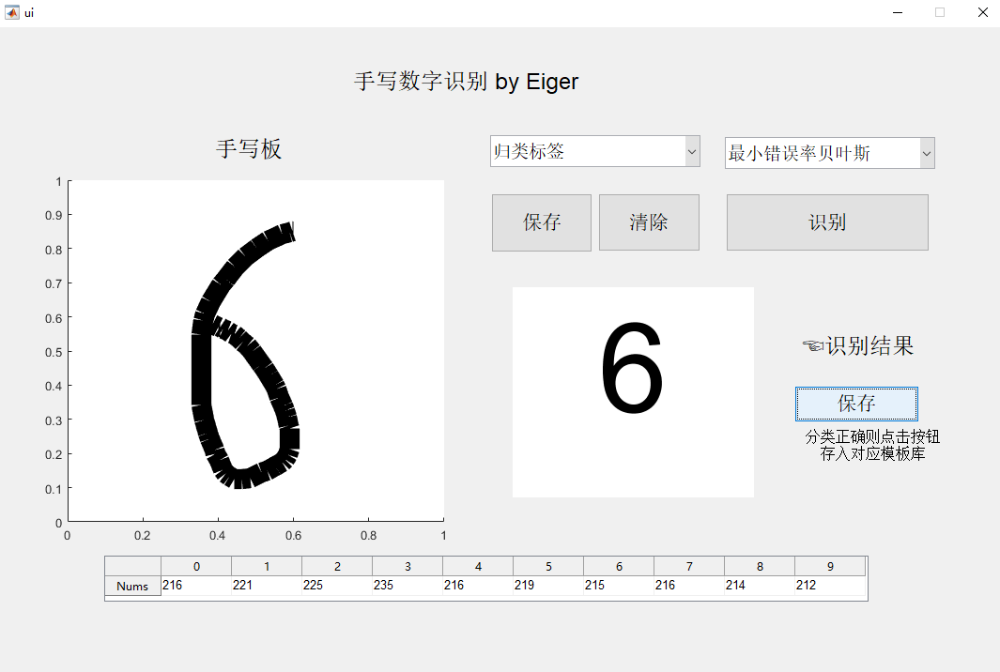 ui
手写数字识别 by Eiger
手写板
归类标签
最小错误率贝叶斯
保存
清除
识别
1
0.9
0.8
0.7
0.6
0.5
0.4
0.3
0.2
0.1
0
0 0.2 0.4 0.6 0.8 1
6
6
☜识别结果
保存
分类正确则点击按钮
存入对应模板库
0 1 2 3 4 5 6 7 8 9
Nums 216 221 225 235 216 219 215 216 214 212